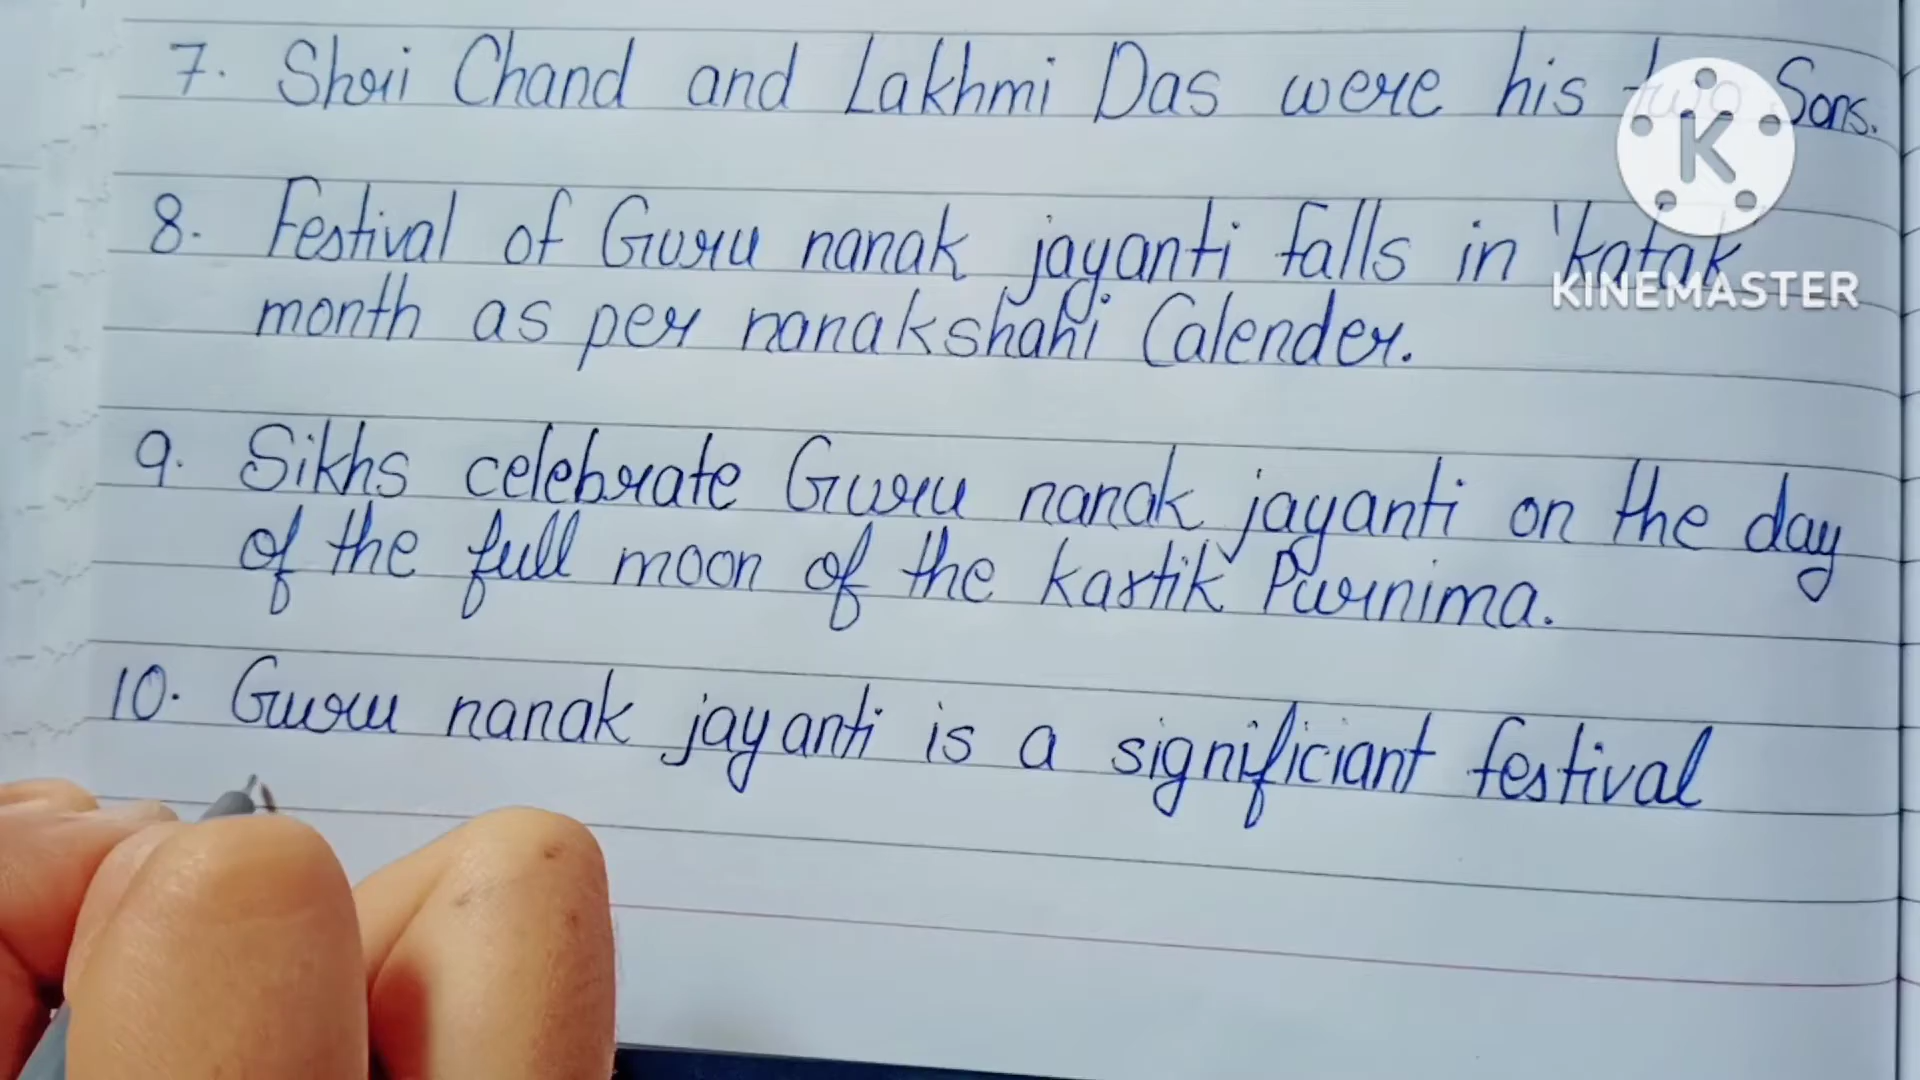 7. Shri Chand and Lakhmi Das were his two Sons.
8. Festival of Guru nanak jayanti falls in 'katak'
month as per nanakshahi Calender.
KINEMASTER
9. Sikhs celebrate Guru nanak jayanti on the day
of the full moon of the kartik Purnima.
10. Guru nanak jayanti is a significiant festival